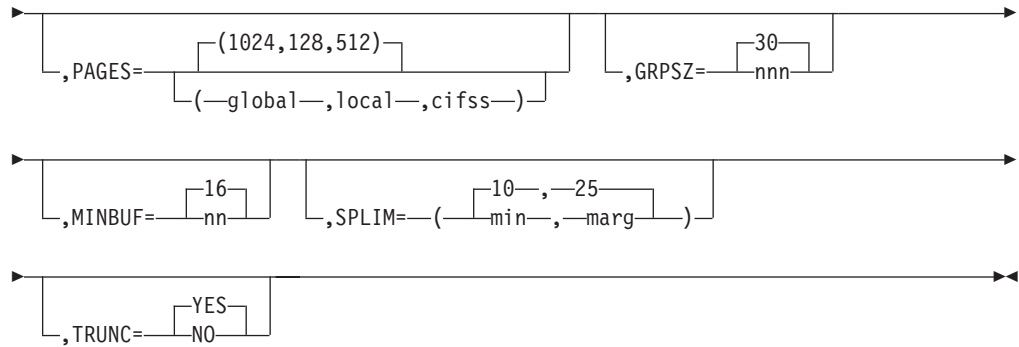 (1024,128,512) 30
,PAGES= ,GRPSZ= nnn
( global ,local ,cifss )
16 10 , 25
,MINBUF= nn ,SPLIM= ( min ,marg )
YES
,TRUNC= NO